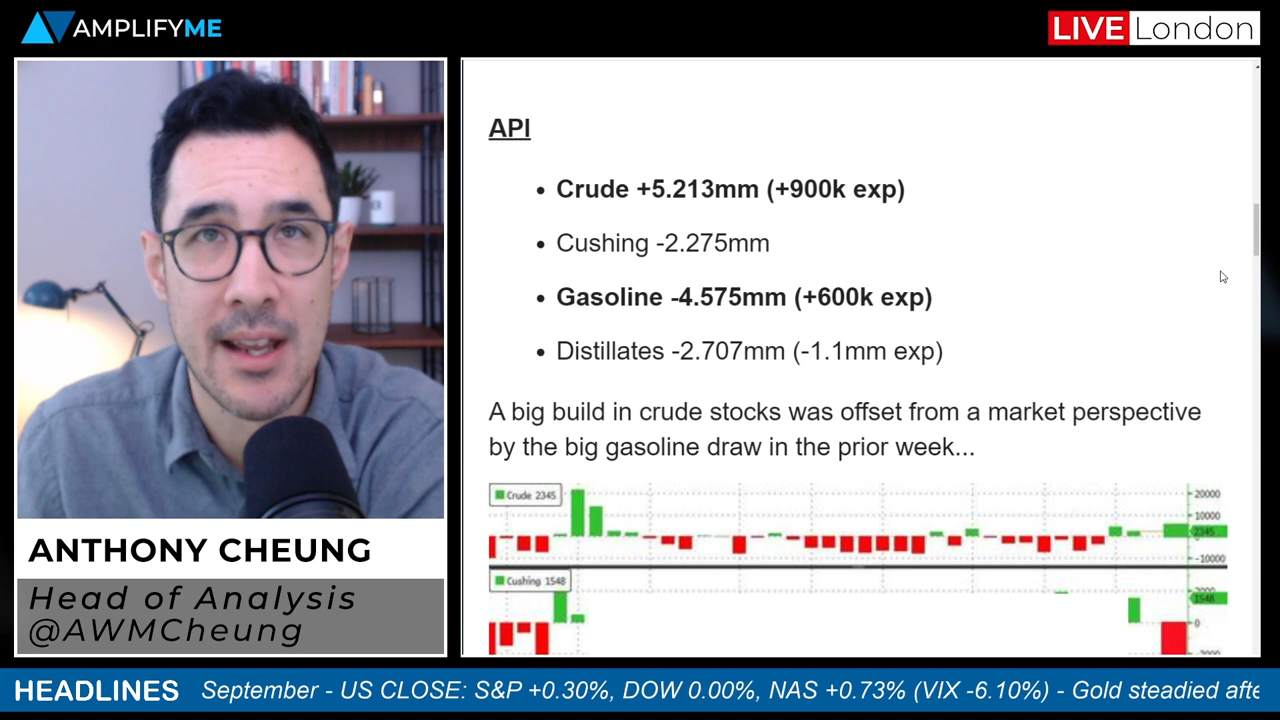 AMPLIFYME
LIVE London
API
• Crude +5.213mm (+900k exp)
• Cushing -2.275mm
• Gasoline -4.575mm (+600k exp)
• Distillates -2.707mm (-1.1mm exp)
A big build in crude stocks was offset from a market perspective
by the big gasoline draw in the prior week...
Crude 2345
20000
10000
2345
-10000
Cushing 1548
1548
0
ANTHONY CHEUNG
Head of Analysis
@AWMCheung
HEADLINES
September - US CLOSE: S&P +0.30%, DOW 0.00%, NAS +0.73% (VIX -6.10%) - Gold steadied afte